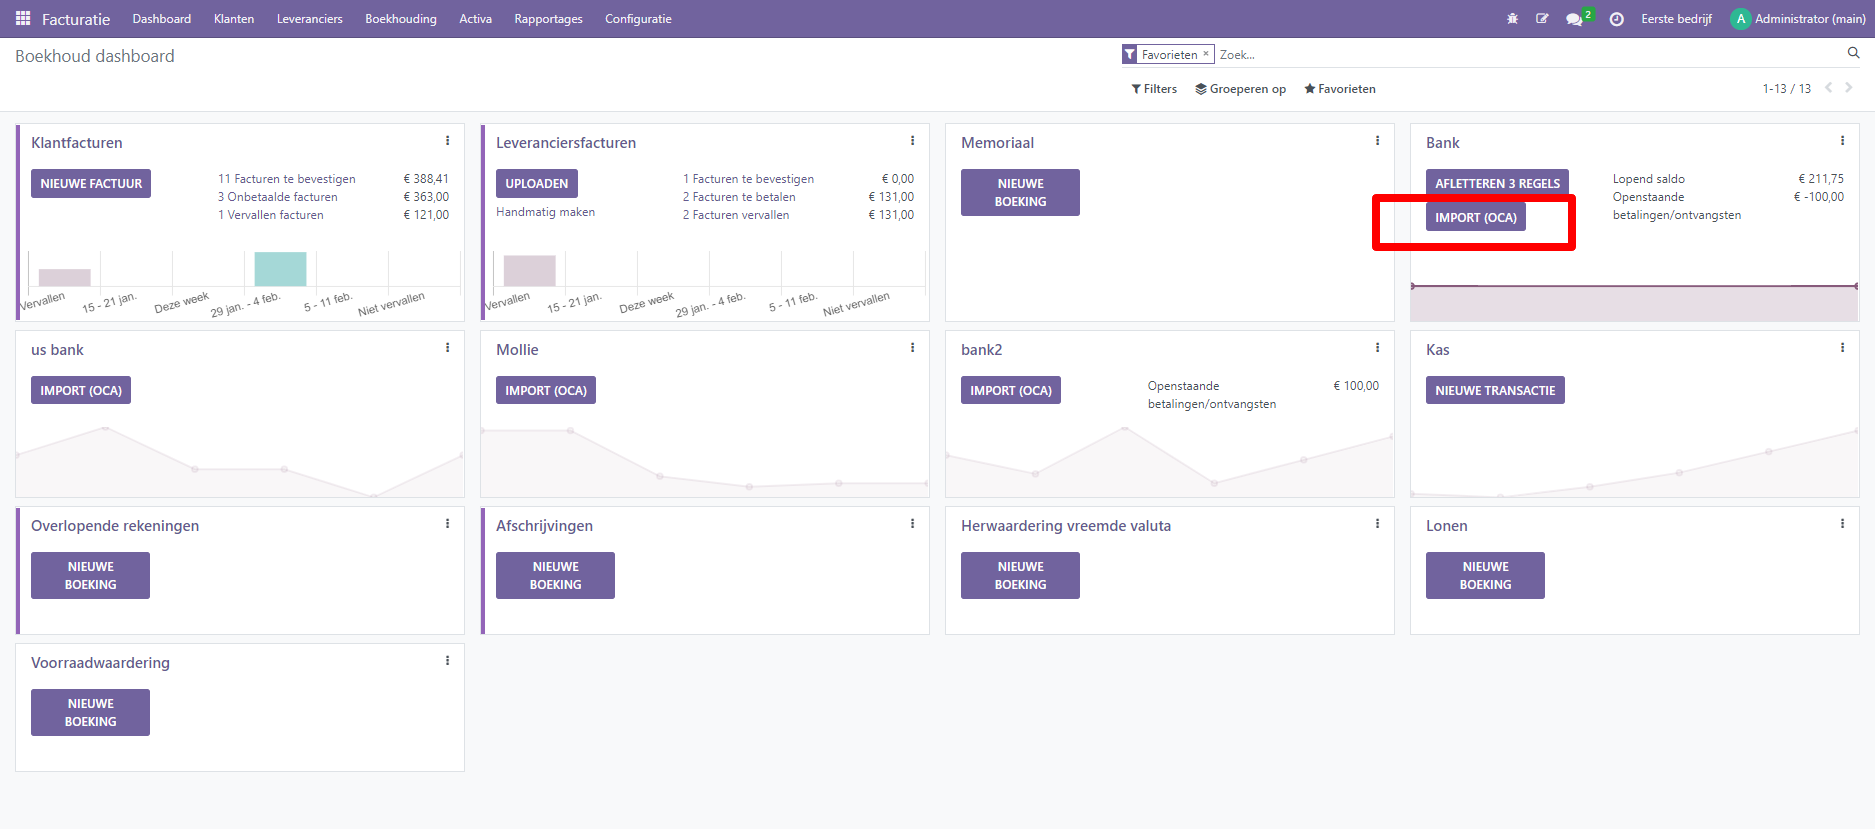 Facturatie Dashboard Klanten Leveranciers Boekhouding Activa Rapportages Configuratie 2 Eerste bedrijf A Administrator (main)
Boekhoud dashboard
Favorieten × Zoek...
Filters Groeperen op Favorieten 1-13 / 13
Klantfacturen
NIEUWE FACTUUR
11 Facturen te bevestigen € 388,41
3 Onbetaalde facturen € 363,00
1 Vervallen facturen € 121,00
Vervallen 15 - 21 jan. Deze week 29 jan. - 4 feb. 5 - 11 feb. Niet vervallen
Leveranciersfacturen
UPLOADEN
Handmatig maken
1 Facturen te bevestigen € 0,00
2 Facturen te betalen € 131,00
2 Facturen vervallen € 131,00
Vervallen 15 - 21 jan. Deze week 29 jan. - 4 feb. 5 - 11 feb. Niet vervallen
Memoriaal
NIEUWE
BOEKING
Bank
AFLETTEREN 3 REGELS
IMPORT (OCA)
Lopend saldo € 211,75
Openstaande € -100,00
betalingen/ontvangsten
us bank
IMPORT (OCA)
Mollie
IMPORT (OCA)
bank2
IMPORT (OCA)
Openstaande € 100,00
betalingen/ontvangsten
Kas
NIEUWE TRANSACTIE
Overlopende rekeningen
NIEUWE
BOEKING
Afschrijvingen
NIEUWE
BOEKING
Herwaardering vreemde valuta
NIEUWE
BOEKING
Lonen
NIEUWE
BOEKING
Voorraadwaardering
NIEUWE
BOEKING